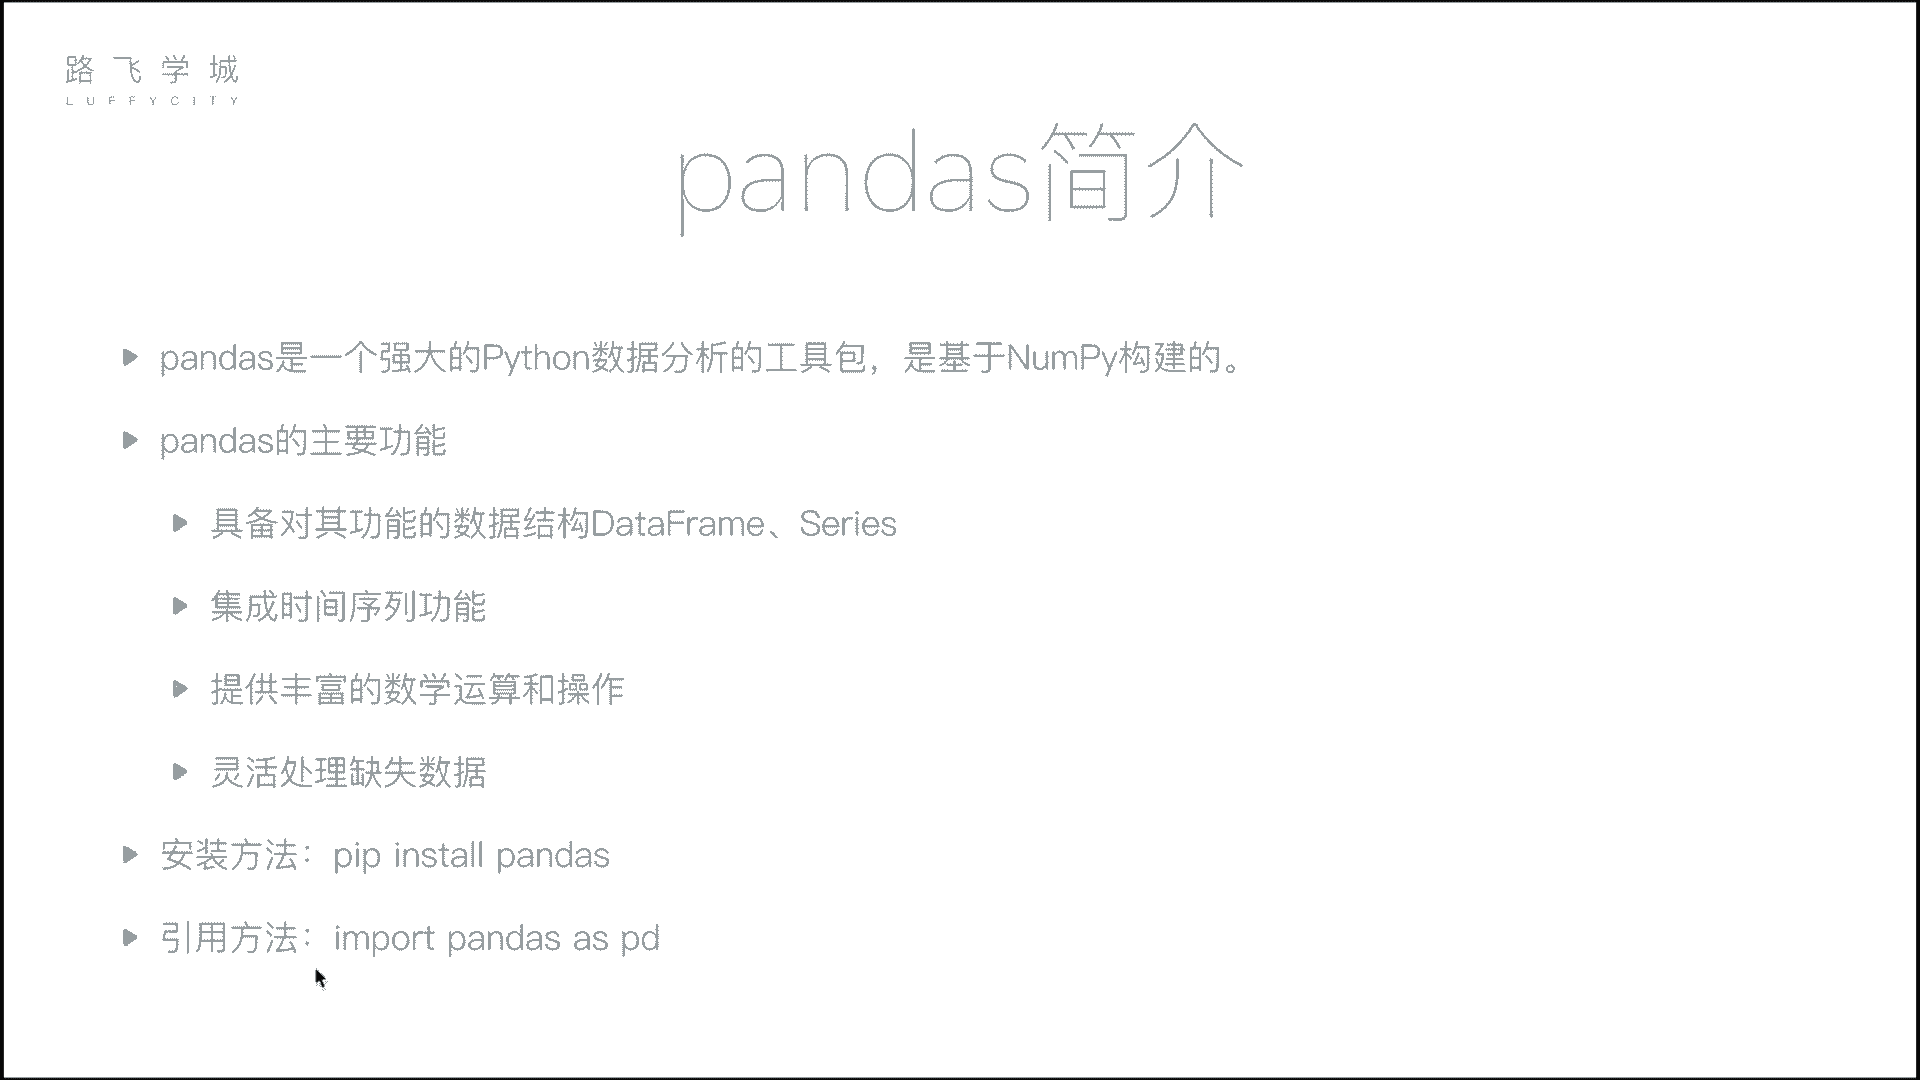 路飞学城
LUFFYCITY
pandas简介
pandas是一个强大的Python数据分析的工具包，是基于NumPy构建的。
pandas的主要功能
具备对其功能的数据结构DataFrame、Series
集成时间序列功能
提供丰富的数学运算和操作
灵活处理缺失数据
安装方法：pip install pandas
引用方法：import pandas as pd